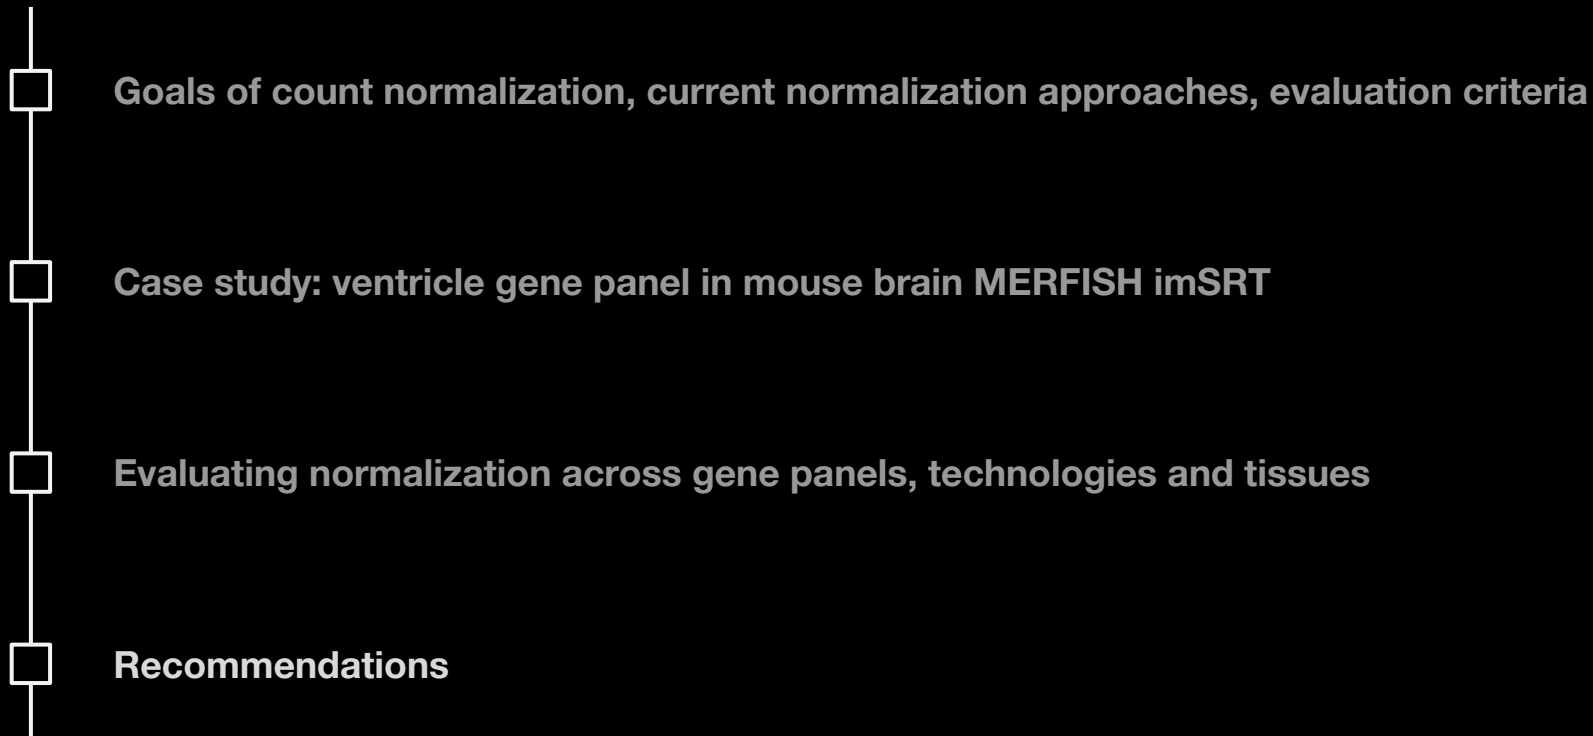 Goals of count normalization, current normalization approaches, evaluation criteria
Case study: ventricle gene panel in mouse brain MERFISH imSRT
Evaluating normalization across gene panels, technologies and tissues
Recommendations